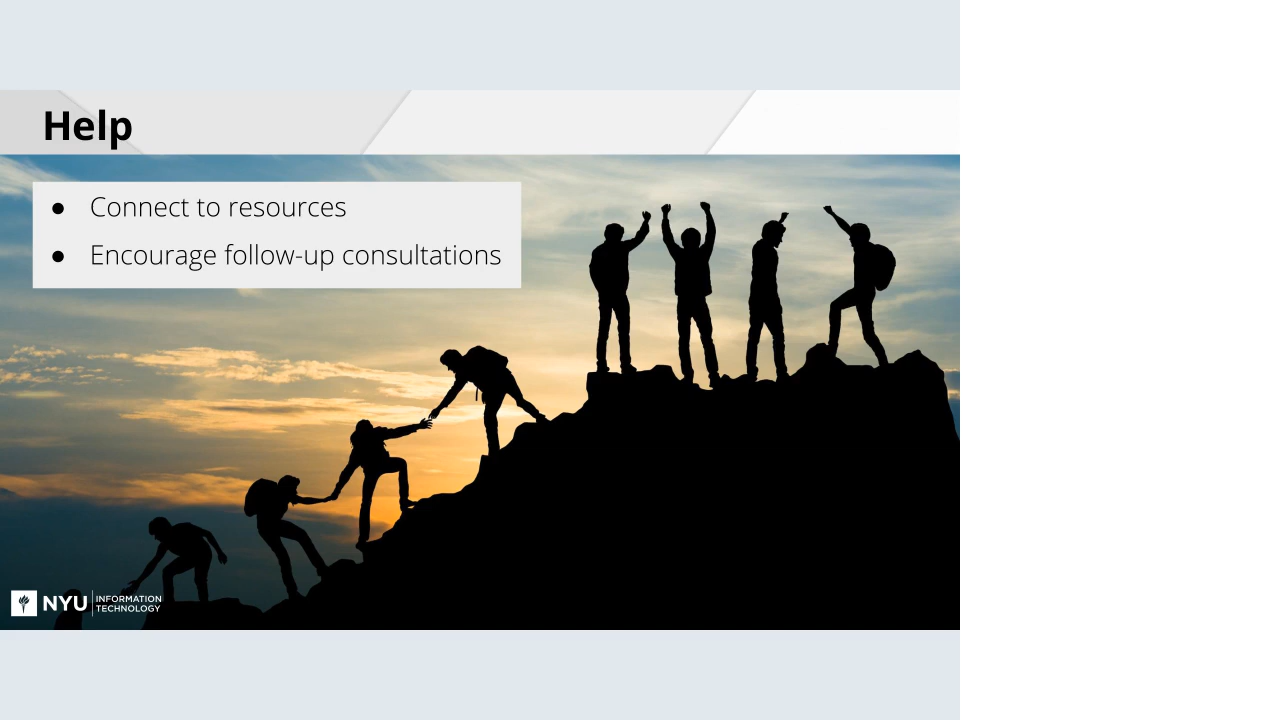 Help
● Connect to resources
● Encourage follow-up consultations
NYU INFORMATION
TECHNOLOGY